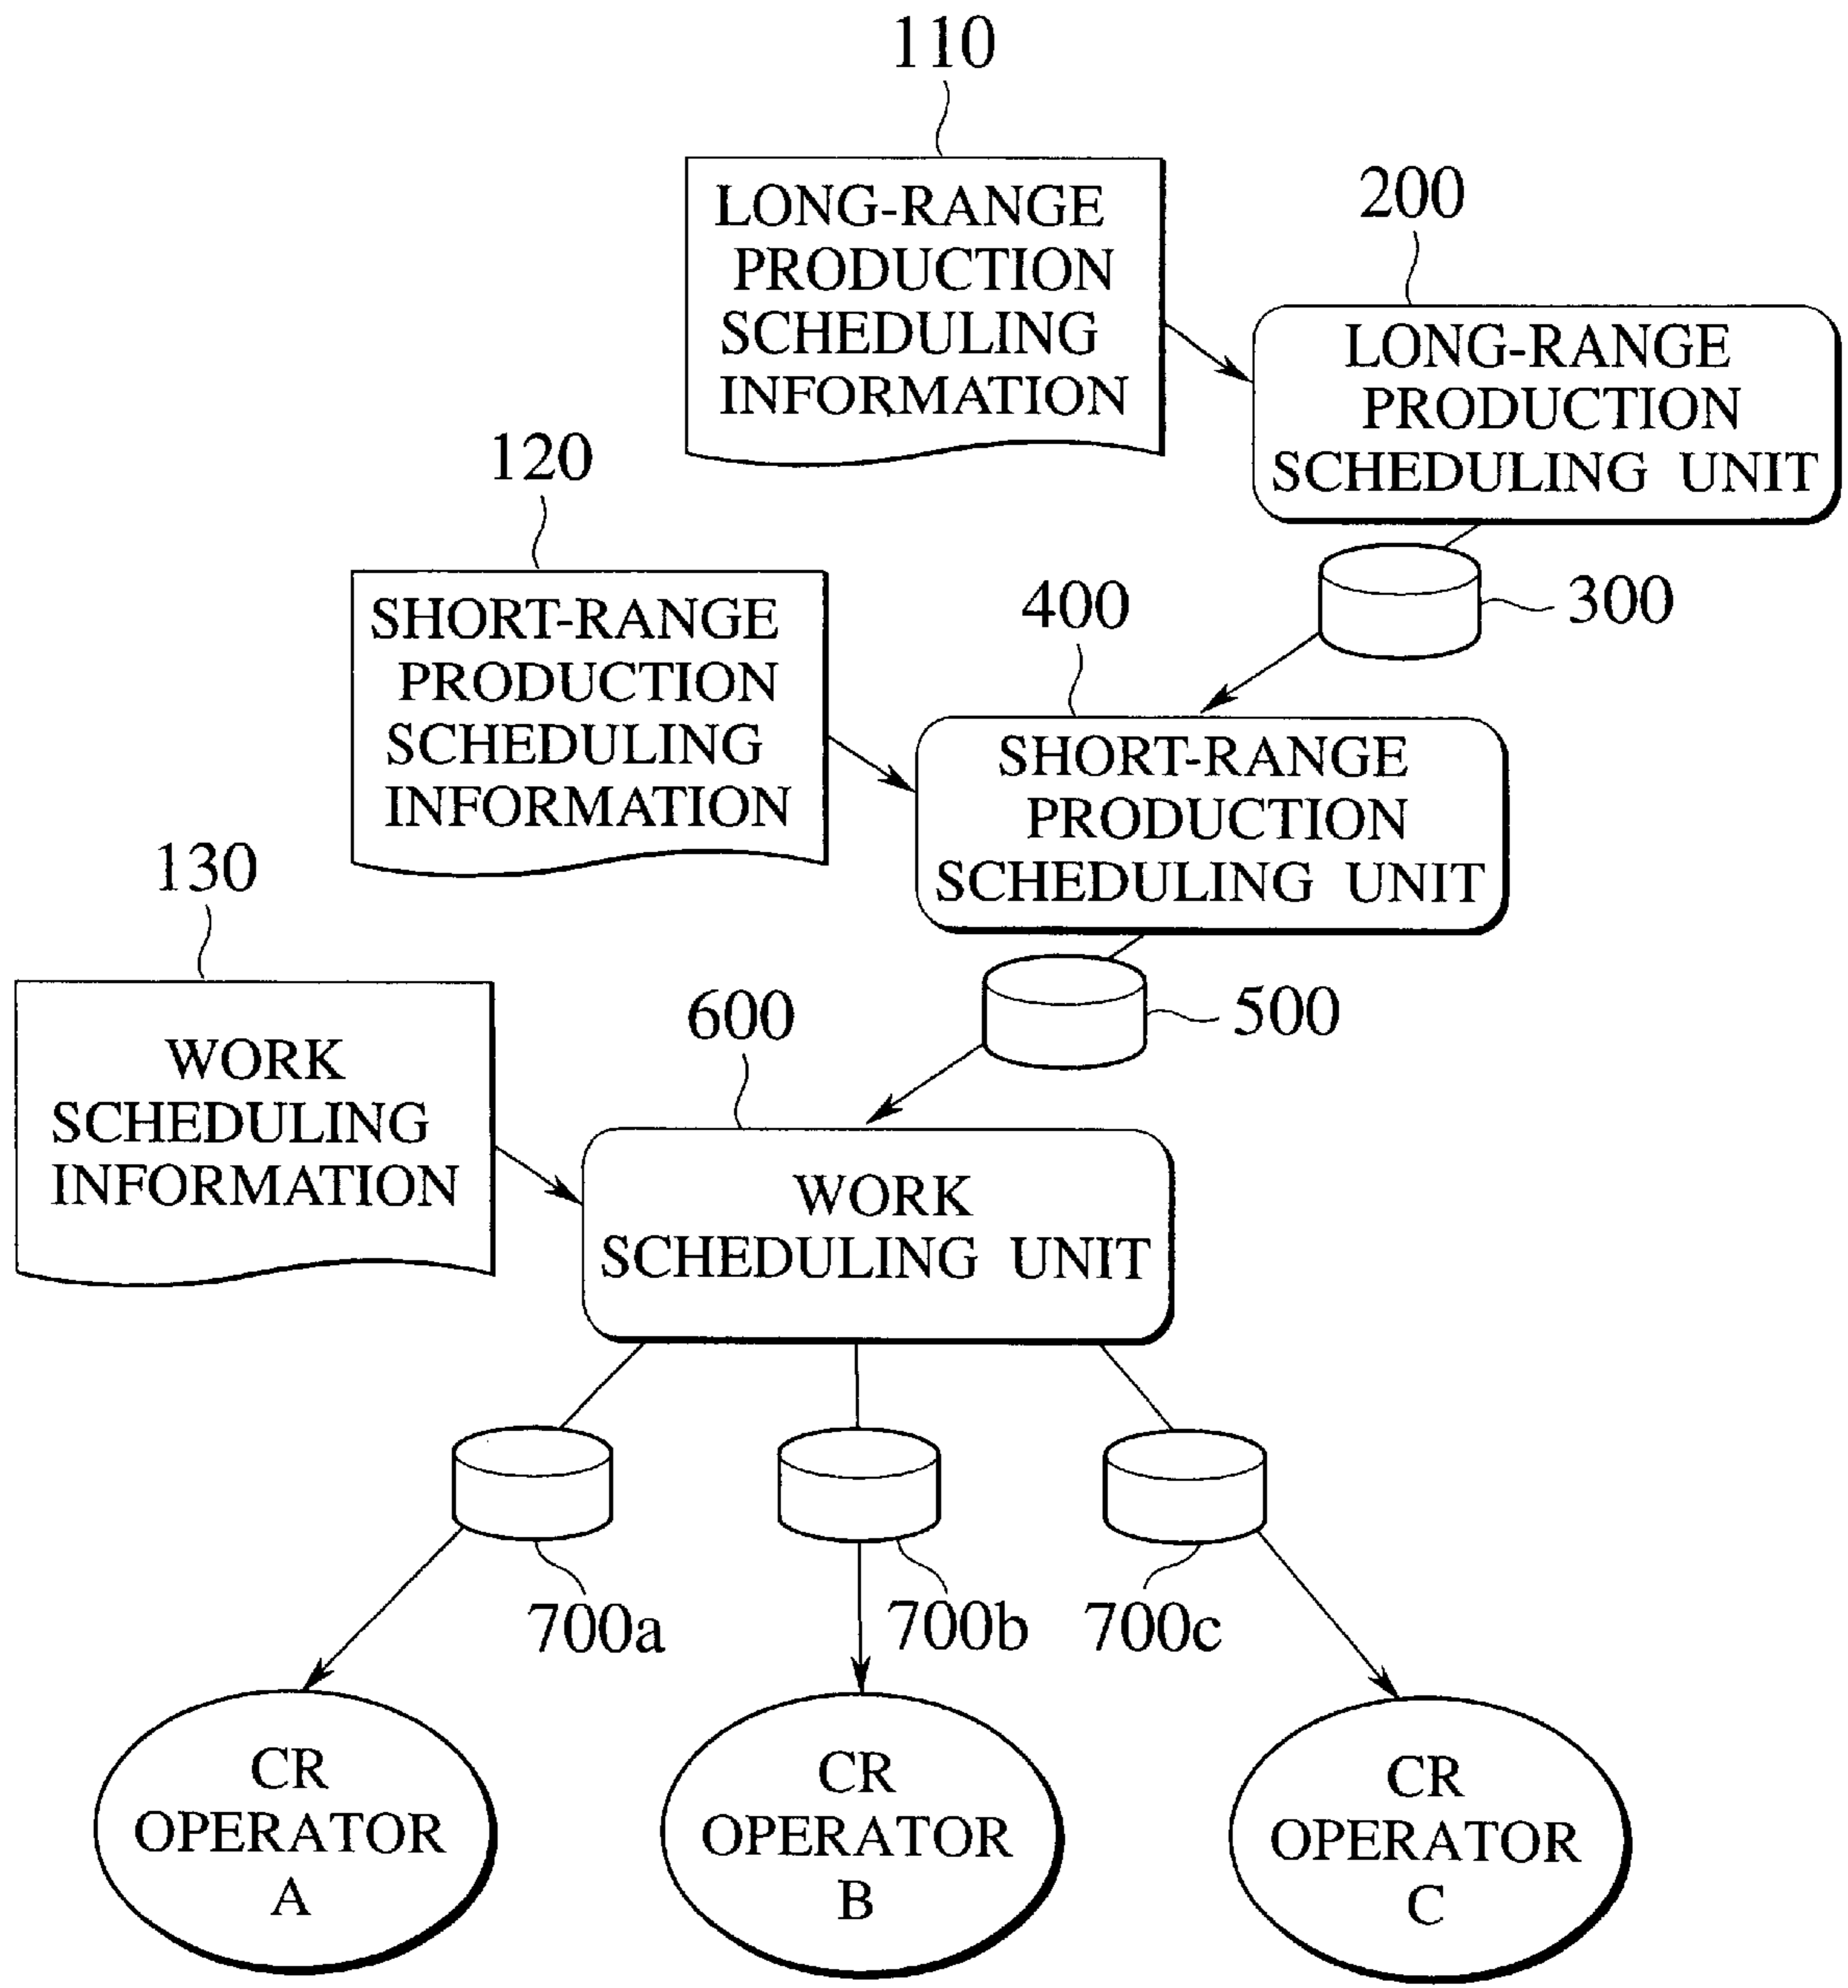 110
LONG-RANGE
PRODUCTION
SCHEDULING
INFORMATION
200
LONG-RANGE
PRODUCTION
SCHEDULING UNIT
300
120
SHORT-RANGE
PRODUCTION
SCHEDULING
INFORMATION
400
SHORT-RANGE
PRODUCTION
SCHEDULING UNIT
500
130
WORK
SCHEDULING
INFORMATION
600
WORK
SCHEDULING UNIT
700a
700b
700c
CR
OPERATOR
A
CR
OPERATOR
B
CR
OPERATOR
C